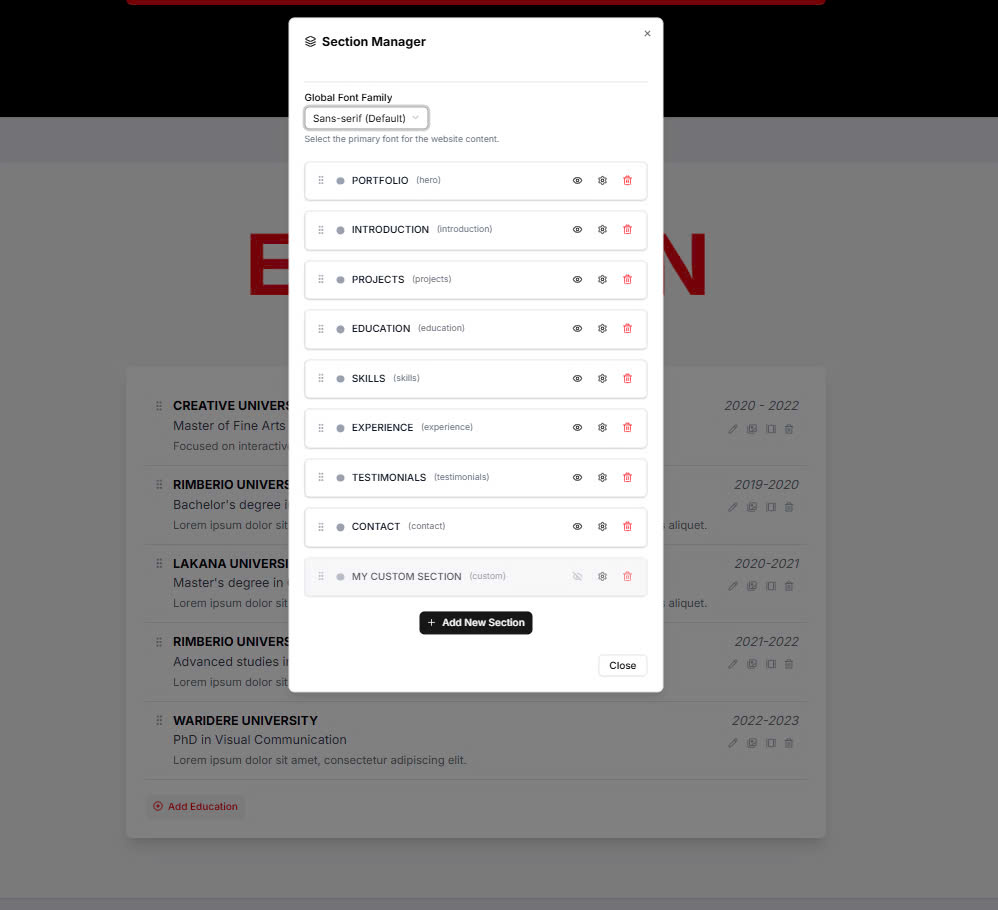 Section Manager
×
Global Font Family
Sans-serif (Default)
Select the primary font for the website content.
PORTFOLIO (hero)
INTRODUCTION (introduction)
PROJECTS (projects)
EDUCATION (education)
SKILLS (skills)
EXPERIENCE (experience)
TESTIMONIALS (testimonials)
CONTACT (contact)
MY CUSTOM SECTION (custom)
+ Add New Section
Close
E N
CREATIVE UNIVERS 2020 - 2022
Master of Fine Arts
Focused on interactiv
RIMBERIO UNIVERS 2019-2020
Bachelor's degree i
Lorem ipsum dolor sit aliquet.
LAKANA UNIVERSI 2020-2021
Master's degree in
Lorem ipsum dolor sit aliquet.
RIMBERIO UNIVERS 2021-2022
Advanced studies in
Lorem ipsum dolor sit
WARIDERE UNIVERSITY 2022-2023
PhD in Visual Communication
Lorem ipsum dolor sit amet, consectetur adipiscing elit.
Add Education